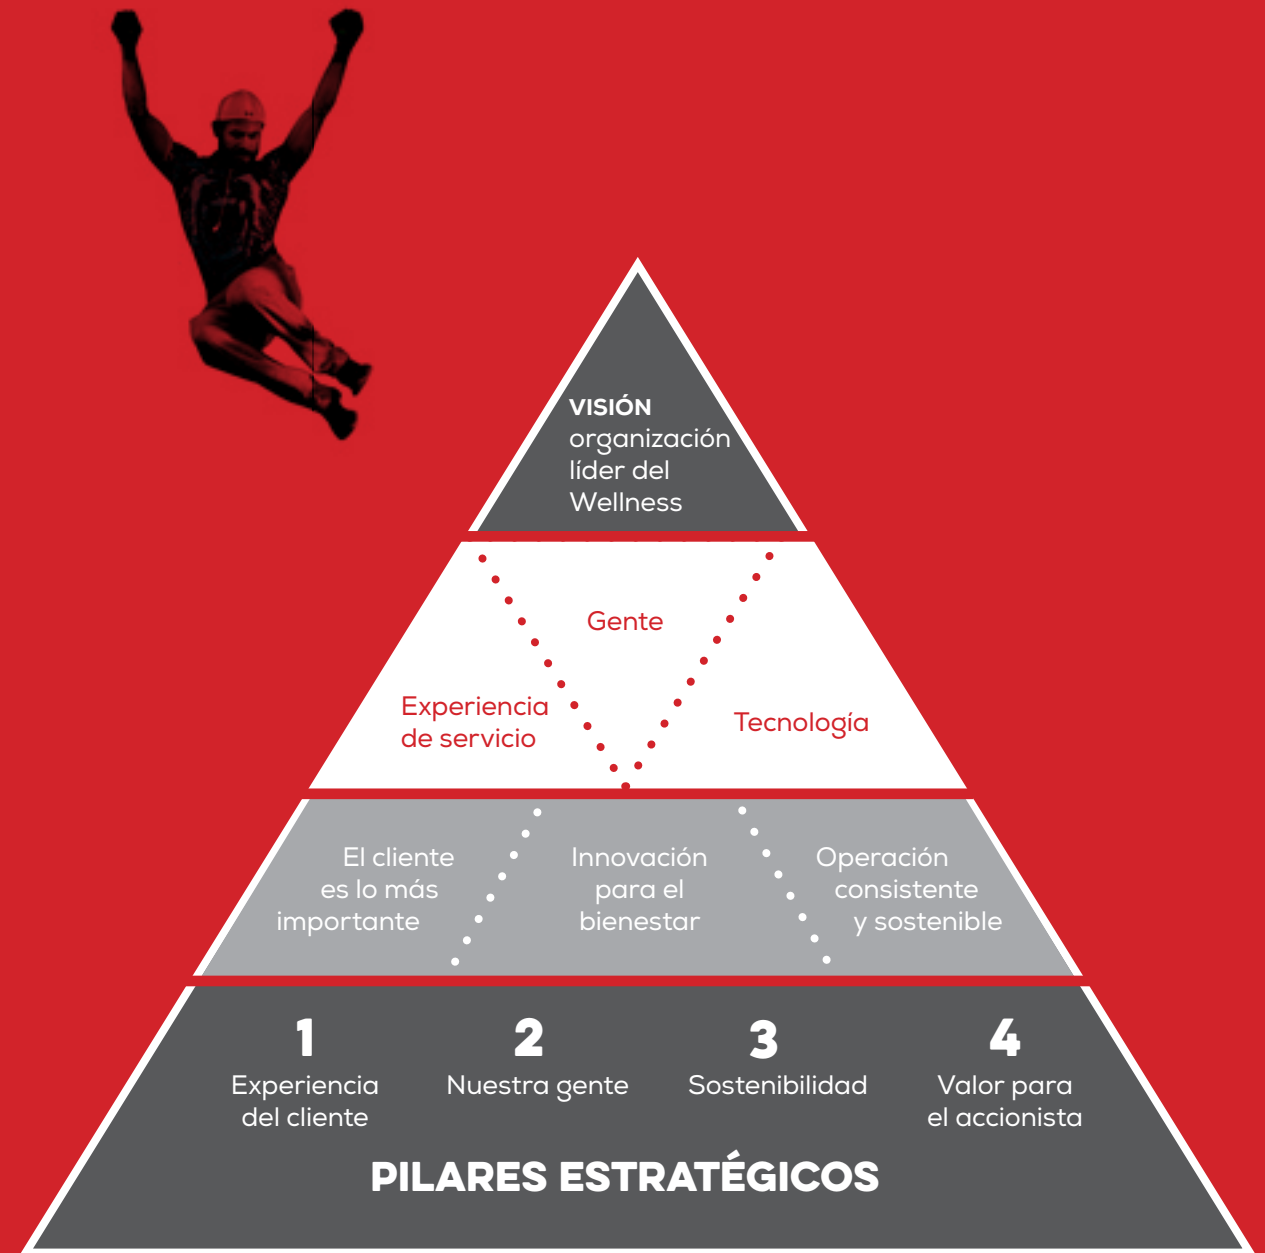 VISIÓN
organización
líder del
Wellness
Gente
Experiencia
de servicio
Tecnología
El cliente
es lo más
importante
Innovación
para el
bienestar
Operación
consistente
y sostenible
1
Experiencia
del cliente
2
Nuestra gente
3
Sostenibilidad
4
Valor para
el accionista
PILARES ESTRATÉGICOS